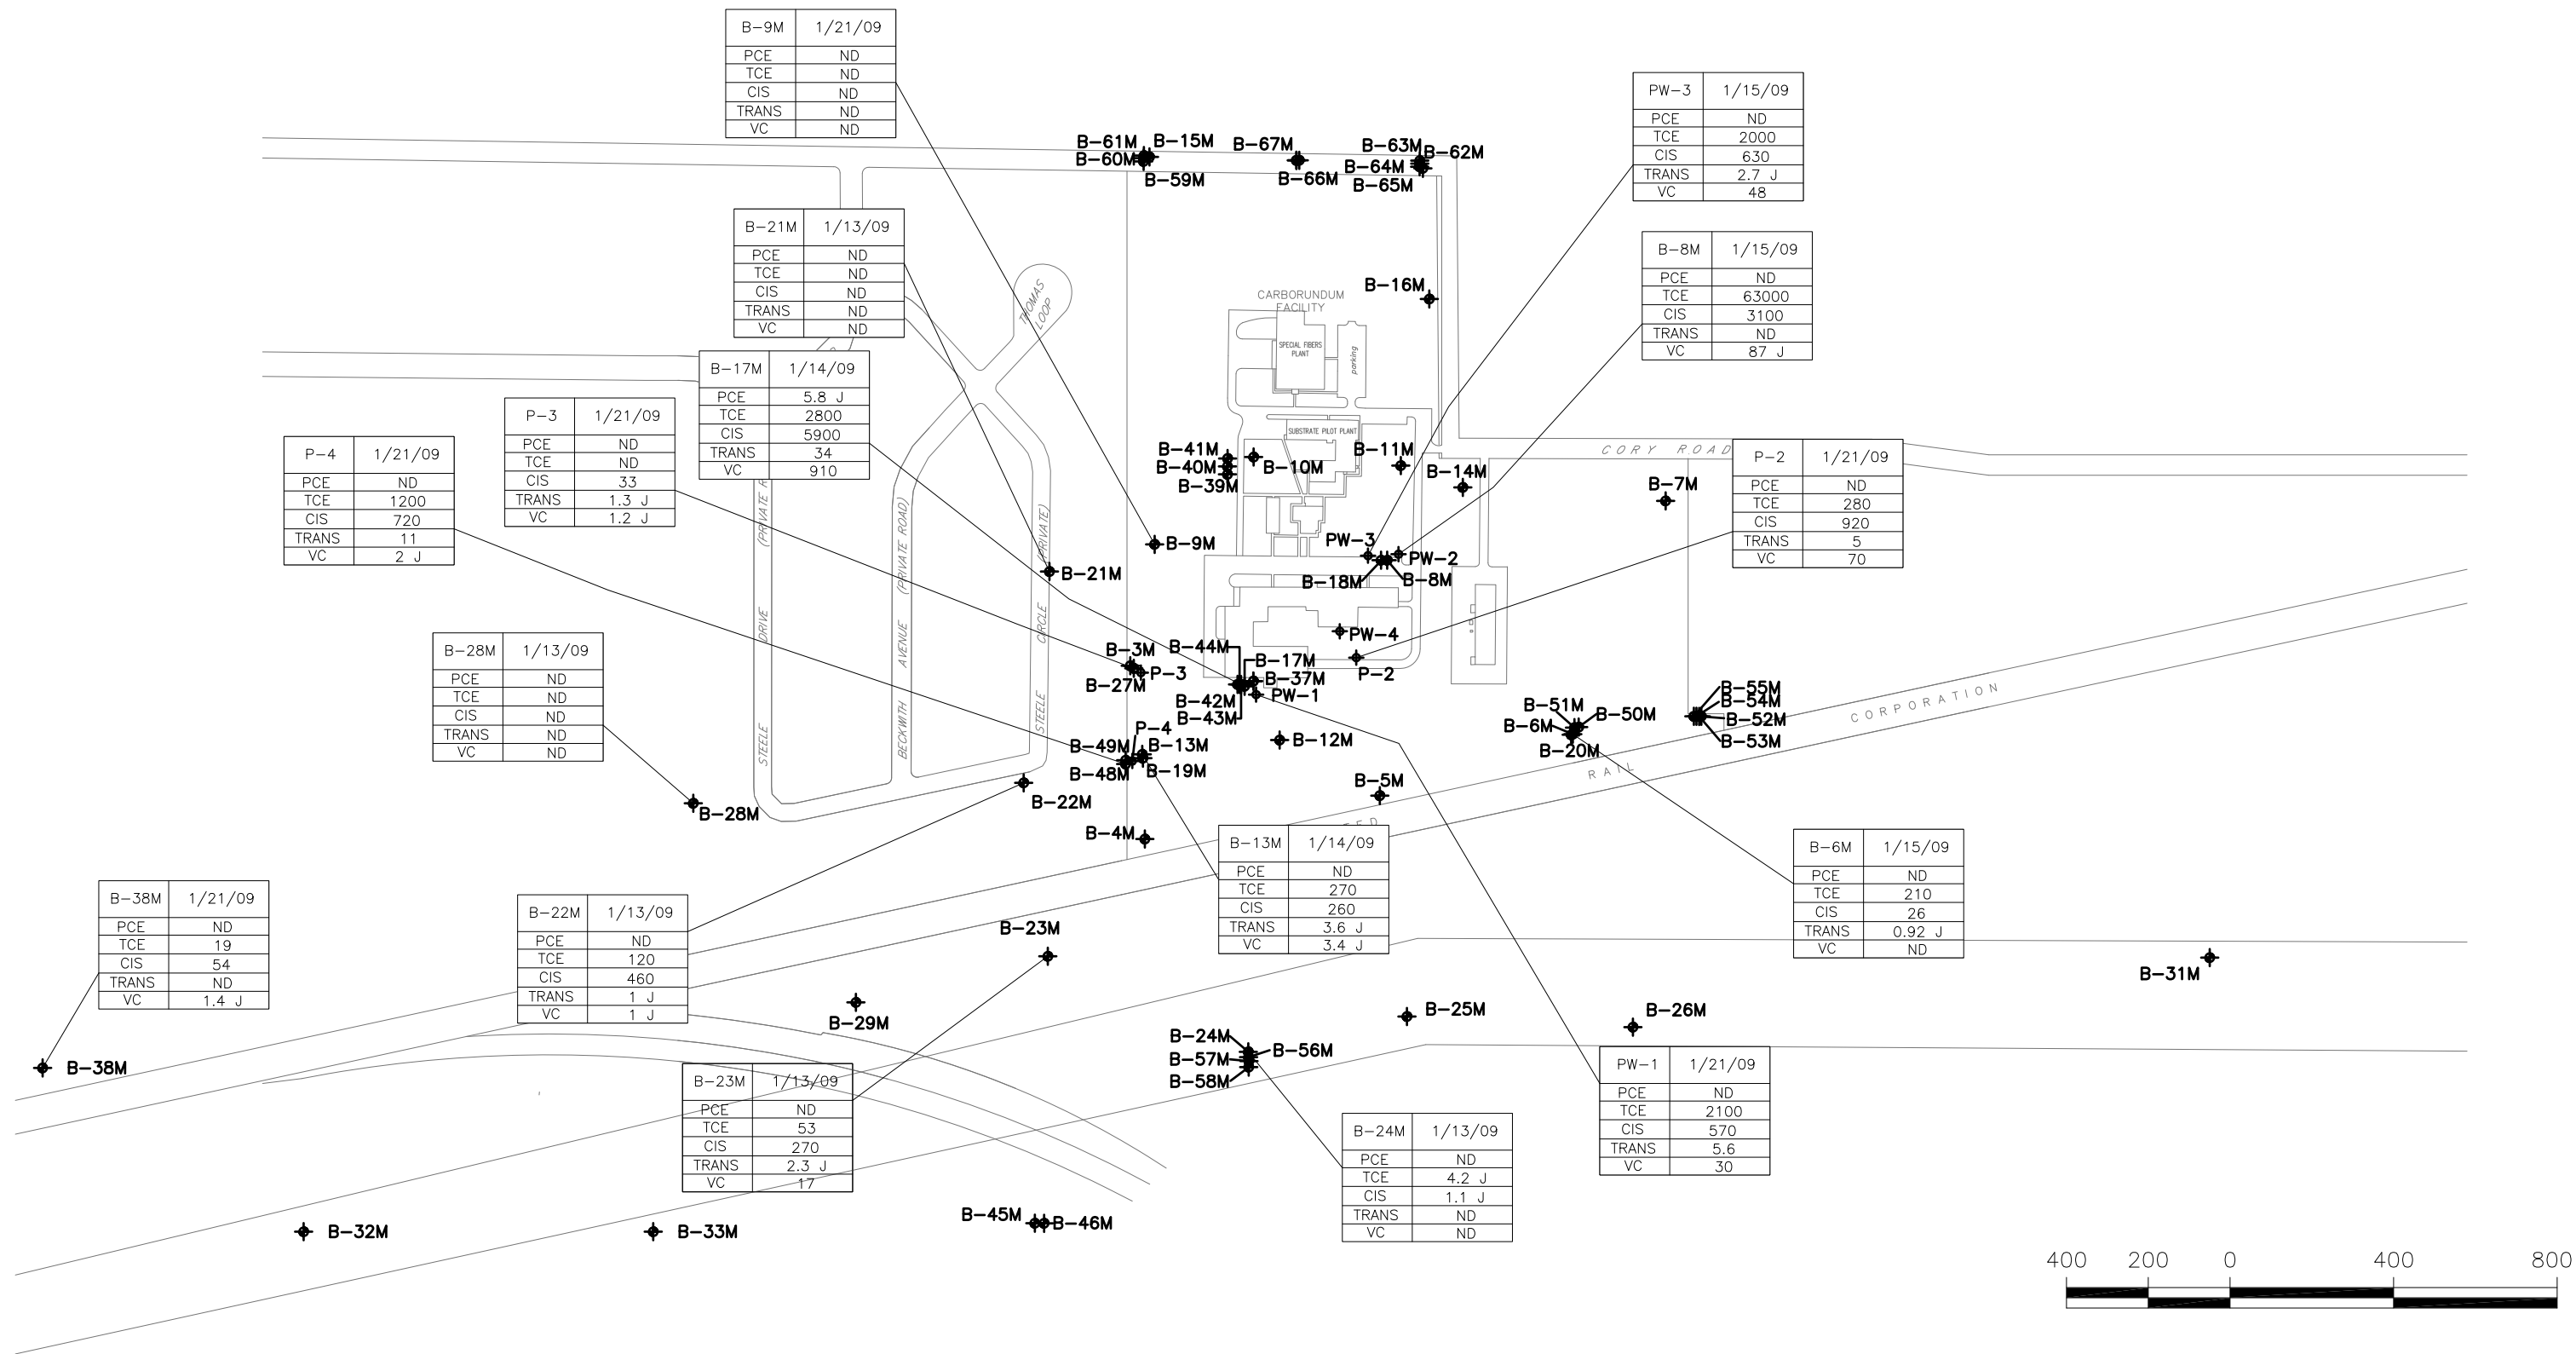 B-9M 1/21/09
PCE ND
TCE ND
CIS ND
TRANS ND
VC ND
PW-3 1/15/09
PCE ND
TCE 2000
CIS 630
TRANS 2.7 J
VC 48
B-61M
B-15M
B-60M
B-59M
B-67M
B-66M
B-63M
B-62M
B-64M
B-65M
B-21M 1/13/09
PCE ND
TCE ND
CIS ND
TRANS ND
VC ND
B-8M 1/15/09
PCE ND
TCE 63000
CIS 3100
TRANS ND
VC 87 J
THOMAS
LOOP
B-16M
CARBORUNDUM
FACILITY
SPECIAL FIBERS
PLANT
parking
B-17M 1/14/09
PCE 5.8 J
TCE 2800
CIS 5900
TRANS 34
VC 910
P-3 1/21/09
PCE ND
TCE ND
CIS 33
TRANS 1.3 J
VC 1.2 J
P-4 1/21/09
PCE ND
TCE 1200
CIS 720
TRANS 11
VC 2 J
SUBSTRATE PILOT PLANT
B-41M
B-40M
B-39M
B-10M
B-11M
B-14M
CORY ROAD
B-7M
P-2 1/21/09
PCE ND
TCE 280
CIS 920
TRANS 5
VC 70
STEELE DRIVE (PRIVATE R
BECKWITH AVENUE (PRIVATE ROAD)
STEELE CIRCLE (PRIVATE)
B-9M
B-21M
PW-3
PW-2
B-18M
B-8M
PW-4
P-2
B-28M 1/13/09
PCE ND
TCE ND
CIS ND
TRANS ND
VC ND
B-3M
P-3
B-27M
B-44M
B-17M
B-37M
B-42M
PW-1
B-43M
P-4
B-49M
B-13M
B-48M
B-19M
B-12M
B-51M
B-50M
B-6M
B-20M
B-55M
B-54M
B-52M
B-53M
CORPORATION
RAIL
B-28M
B-22M
B-5M
B-4M
B-13M 1/14/09
PCE ND
TCE 270
CIS 260
TRANS 3.6 J
VC 3.4 J
B-6M 1/15/09
PCE ND
TCE 210
CIS 26
TRANS 0.92 J
VC ND
B-38M 1/21/09
PCE ND
TCE 19
CIS 54
TRANS ND
VC 1.4 J
B-22M 1/13/09
PCE ND
TCE 120
CIS 460
TRANS 1 J
VC 1 J
B-23M
B-29M
B-31M
B-25M
B-26M
B-38M
B-24M
B-56M
B-57M
B-58M
B-23M 1/13/09
PCE ND
TCE 53
CIS 270
TRANS 2.3 J
VC 17
PW-1 1/21/09
PCE ND
TCE 2100
CIS 570
TRANS 5.6
VC 30
B-24M 1/13/09
PCE ND
TCE 4.2 J
CIS 1.1 J
TRANS ND
VC ND
B-32M
B-33M
B-45M
B-46M
400 200 0 400 800